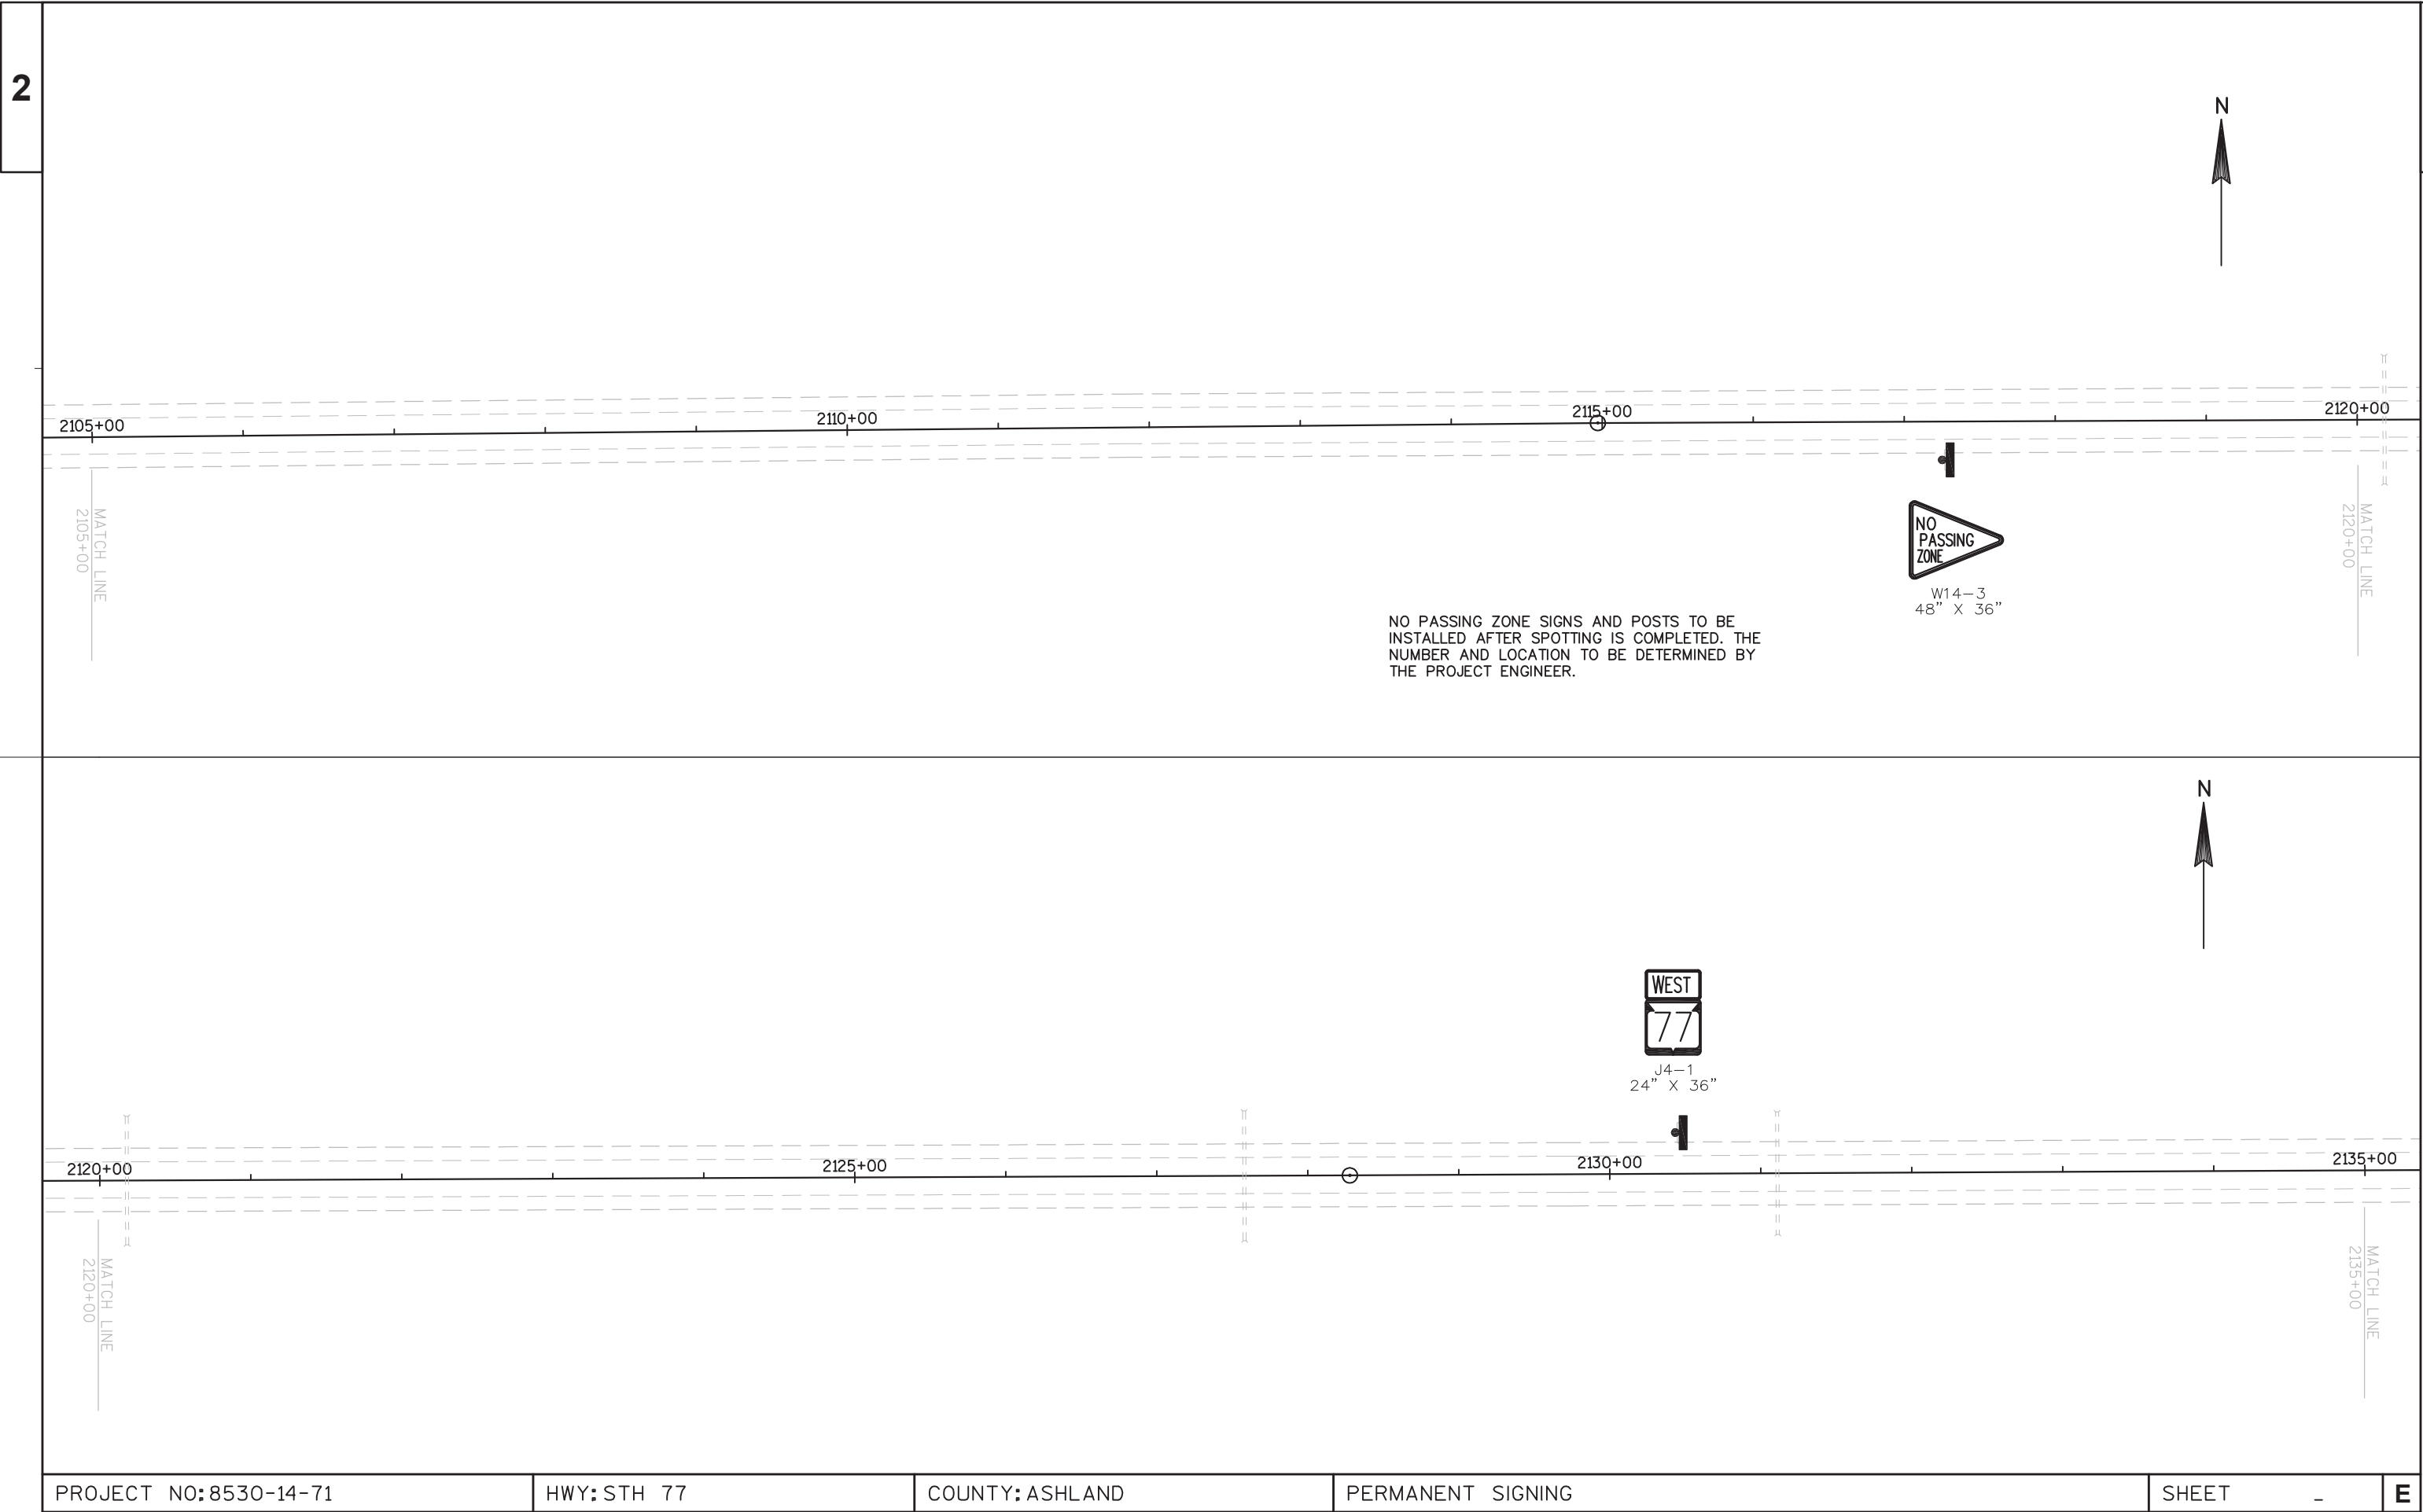 2
N
2105+00
2110+00
2115+00
2120+00
MATCH LINE
2105+00
MATCH LINE
2120+00
NO
PASSING
ZONE
W14-3
48" X 36"
NO PASSING ZONE SIGNS AND POSTS TO BE
INSTALLED AFTER SPOTTING IS COMPLETED. THE
NUMBER AND LOCATION TO BE DETERMINED BY
THE PROJECT ENGINEER.
N
WEST
77
J4-1
24" X 36"
2120+00
2125+00
2130+00
2135+00
MATCH LINE
2120+00
MATCH LINE
2135+00
PROJECT NO: 8530-14-71
HWY: STH 77
COUNTY: ASHLAND
PERMANENT SIGNING
SHEET _
E